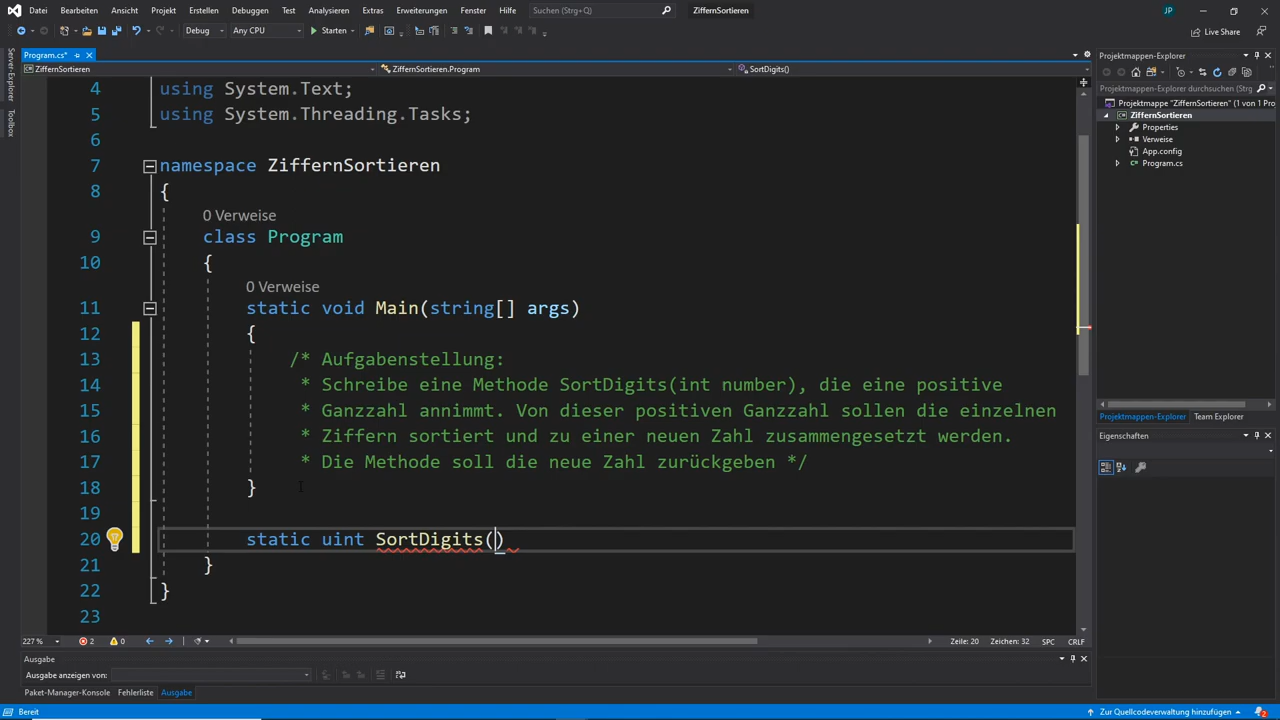 Datei Bearbeiten Ansicht Projekt Erstellen Debuggen Test Analysieren Extras Erweiterungen Fenster Hilfe Suchen (Strg+Q) ZiffernSortieren JP
Debug Any CPU Starten Live Share
Program.cs*
ZiffernSortieren ZiffernSortieren.Program SortDigits()
4 using System.Text;
5 using System.Threading.Tasks;
6
7 namespace ZiffernSortieren
8 {
0 Verweise
9 class Program
10 {
0 Verweise
11 static void Main(string[] args)
12 {
13 /* Aufgabenstellung:
14 * Schreibe eine Methode SortDigits(int number), die eine positive
15 * Ganzzahl annimmt. Von dieser positiven Ganzzahl sollen die einzelnen
16 * Ziffern sortiert und zu einer neuen Zahl zusammengesetzt werden.
17 * Die Methode soll die neue Zahl zurückgeben */
18 }
19
20 static uint SortDigits()
21 }
22 }
23
227 % 2 0 Zeile: 20 Zeichen: 32 SPC CRLF
Ausgabe
Ausgabe anzeigen von:
Paket-Manager-Konsole Fehlerliste Ausgabe
Bereit Zur Quellcodeverwaltung hinzufügen 2
Server-Explorer
Toolbox
Projektmappen-Explorer
Projektmappen-Explorer durchsuchen (Strg
Projektmappe "ZiffernSortieren" (1 von 1 Pro
ZiffernSortieren
Properties
Verweise
App.config
Program.cs
Projektmappen-Explorer Team Explorer
Eigenschaften